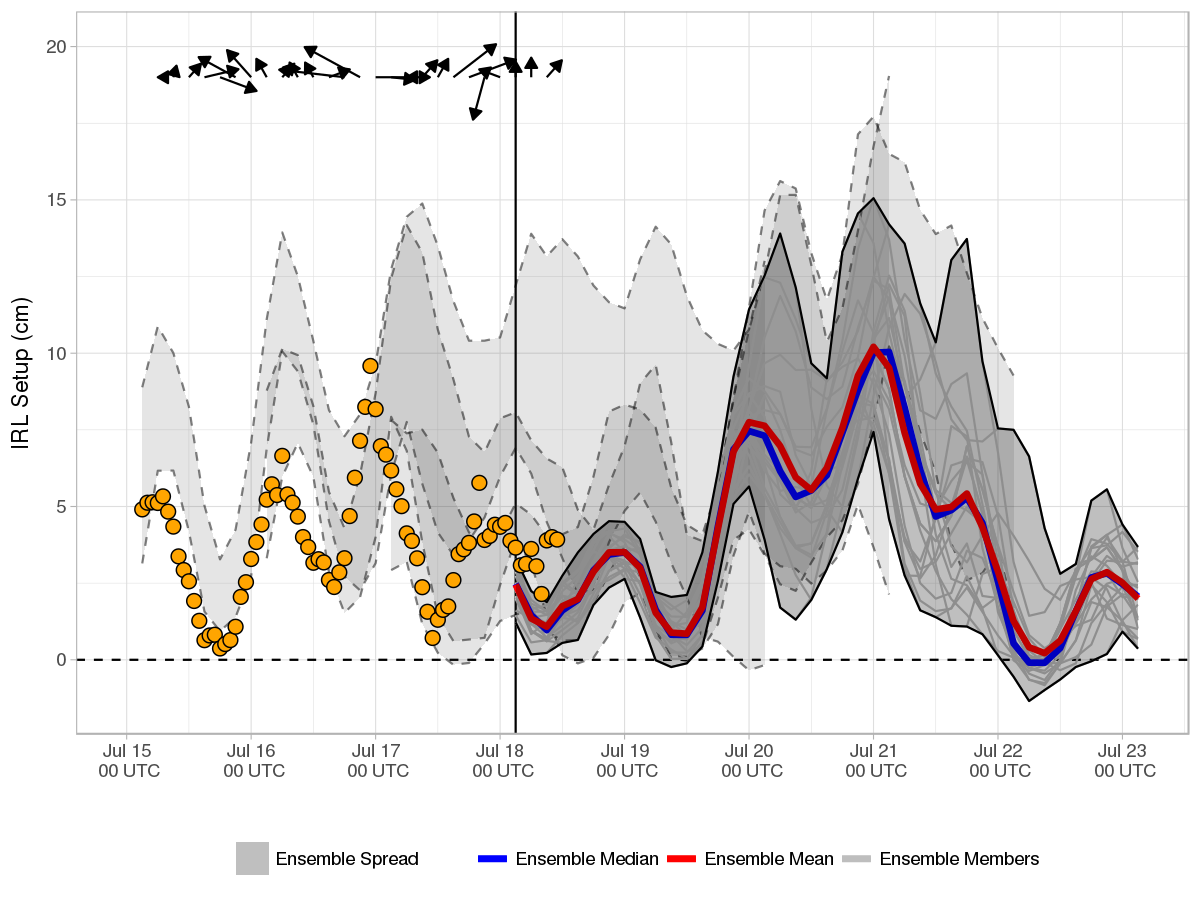 IRL Setup (cm)
20
15
10
5
0
Jul 15 Jul 16 Jul 17 Jul 18 Jul 19 Jul 20 Jul 21 Jul 22 Jul 23
00 UTC 00 UTC 00 UTC 00 UTC 00 UTC 00 UTC 00 UTC 00 UTC 00 UTC
Ensemble Spread Ensemble Median Ensemble Mean Ensemble Members